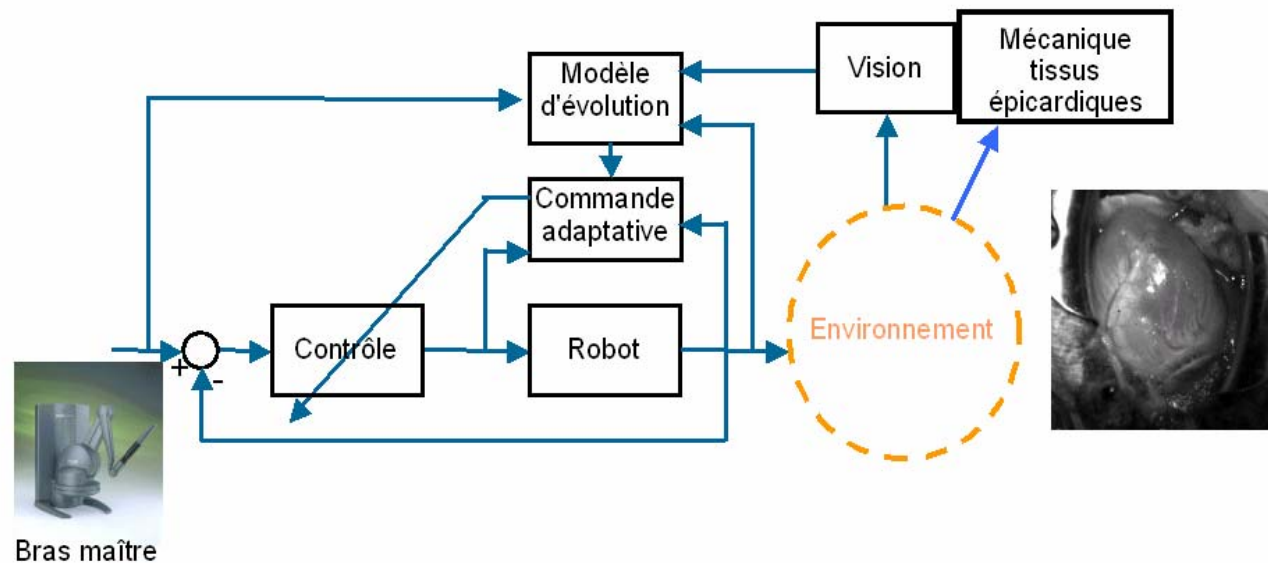 Modèle
d'évolution
Vision
Mécanique
tissus
épicardiques
Commande
adaptative
+
-
Contrôle
Robot
Environnement
Bras maître